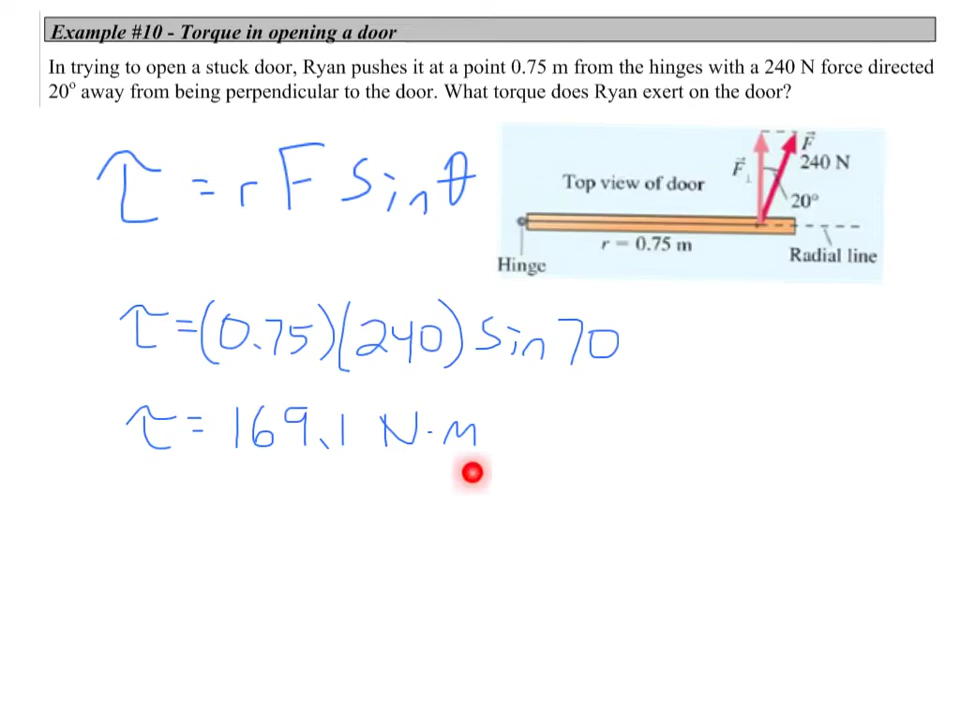 Example #10 - Torque in opening a door
In trying to open a stuck door, Ryan pushes it at a point 0.75 m from the hinges with a 240 N force directed
20° away from being perpendicular to the door. What torque does Ryan exert on the door?
τ = r F sin θ
F⃗
240 N
F⃗⊥
Top view of door
20°
r = 0.75 m
Radial line
Hinge
τ = (0.75)(240) sin 70
τ = 169.1 N·m